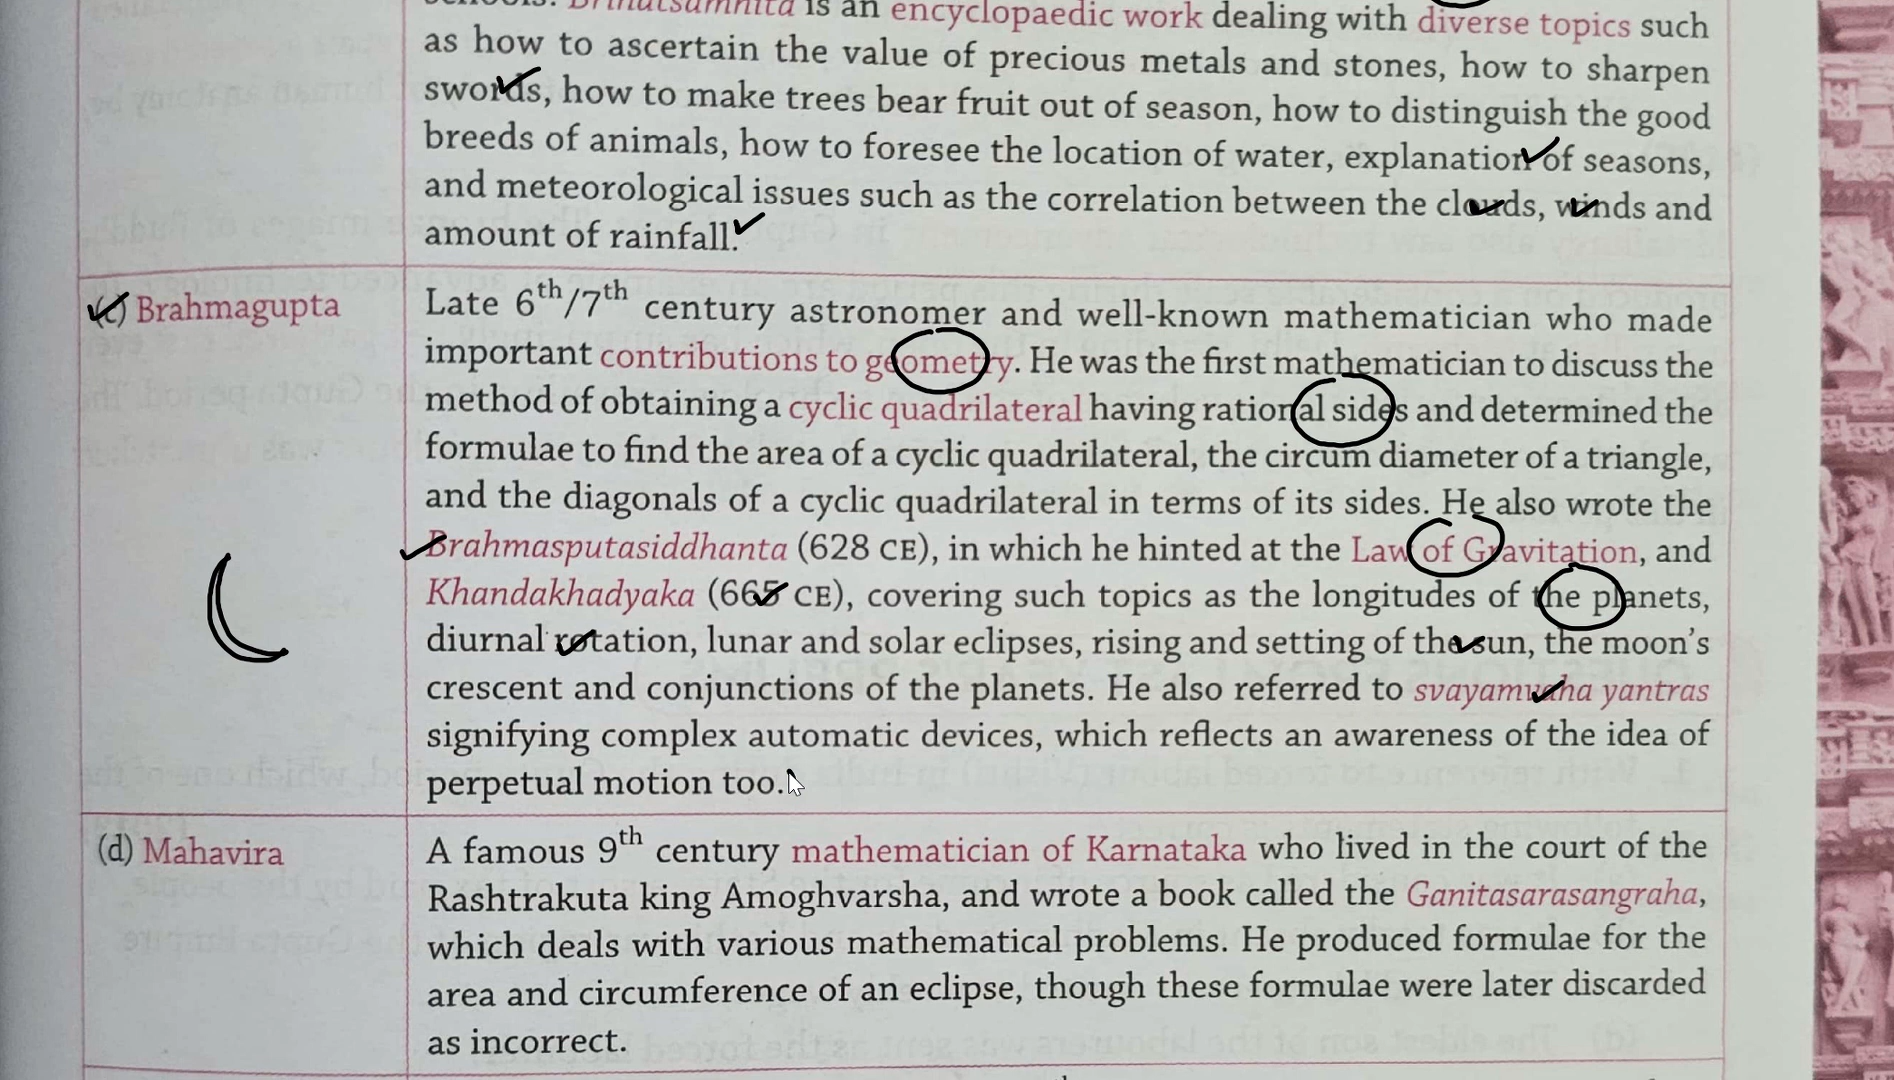 Brihatsamhita is an encyclopaedic work dealing with diverse topics such
as how to ascertain the value of precious metals and stones, how to sharpen
swords, how to make trees bear fruit out of season, how to distinguish the good
breeds of animals, how to foresee the location of water, explanation of seasons,
and meteorological issues such as the correlation between the clouds, winds and
amount of rainfall.
(c) Brahmagupta
Late 6th/7th century astronomer and well-known mathematician who made
important contributions to geometry. He was the first mathematician to discuss the
method of obtaining a cyclic quadrilateral having rational sides and determined the
formulae to find the area of a cyclic quadrilateral, the circum diameter of a triangle,
and the diagonals of a cyclic quadrilateral in terms of its sides. He also wrote the
Brahmasputasiddhanta (628 CE), in which he hinted at the Law of Gravitation, and
Khandakhadyaka (665 CE), covering such topics as the longitudes of the planets,
diurnal rotation, lunar and solar eclipses, rising and setting of the sun, the moon's
crescent and conjunctions of the planets. He also referred to yantras
signifying complex automatic devices, which reflects an awareness of the idea of
perpetual motion too.
(d) Mahavira
A famous 9th century mathematician of Karnataka who lived in the court of the
Rashtrakuta king Amoghvarsha, and wrote a book called the Ganitasarasangraha,
which deals with various mathematical problems. He produced formulae for the
area and circumference of an eclipse, though these formulae were later discarded
as incorrect.